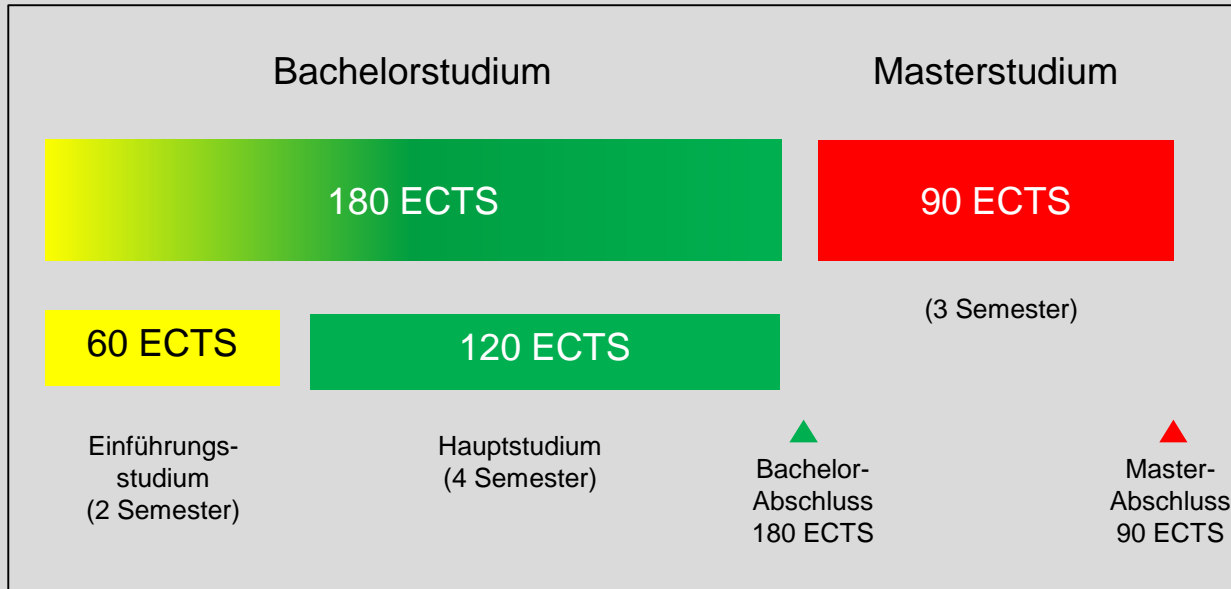 Bachelorstudium
Masterstudium
180 ECTS
90 ECTS
(3 Semester)
60 ECTS
120 ECTS
Einführungs-
studium
(2 Semester)
Hauptstudium
(4 Semester)
Bachelor-
Abschluss
180 ECTS
Master-
Abschluss
90 ECTS